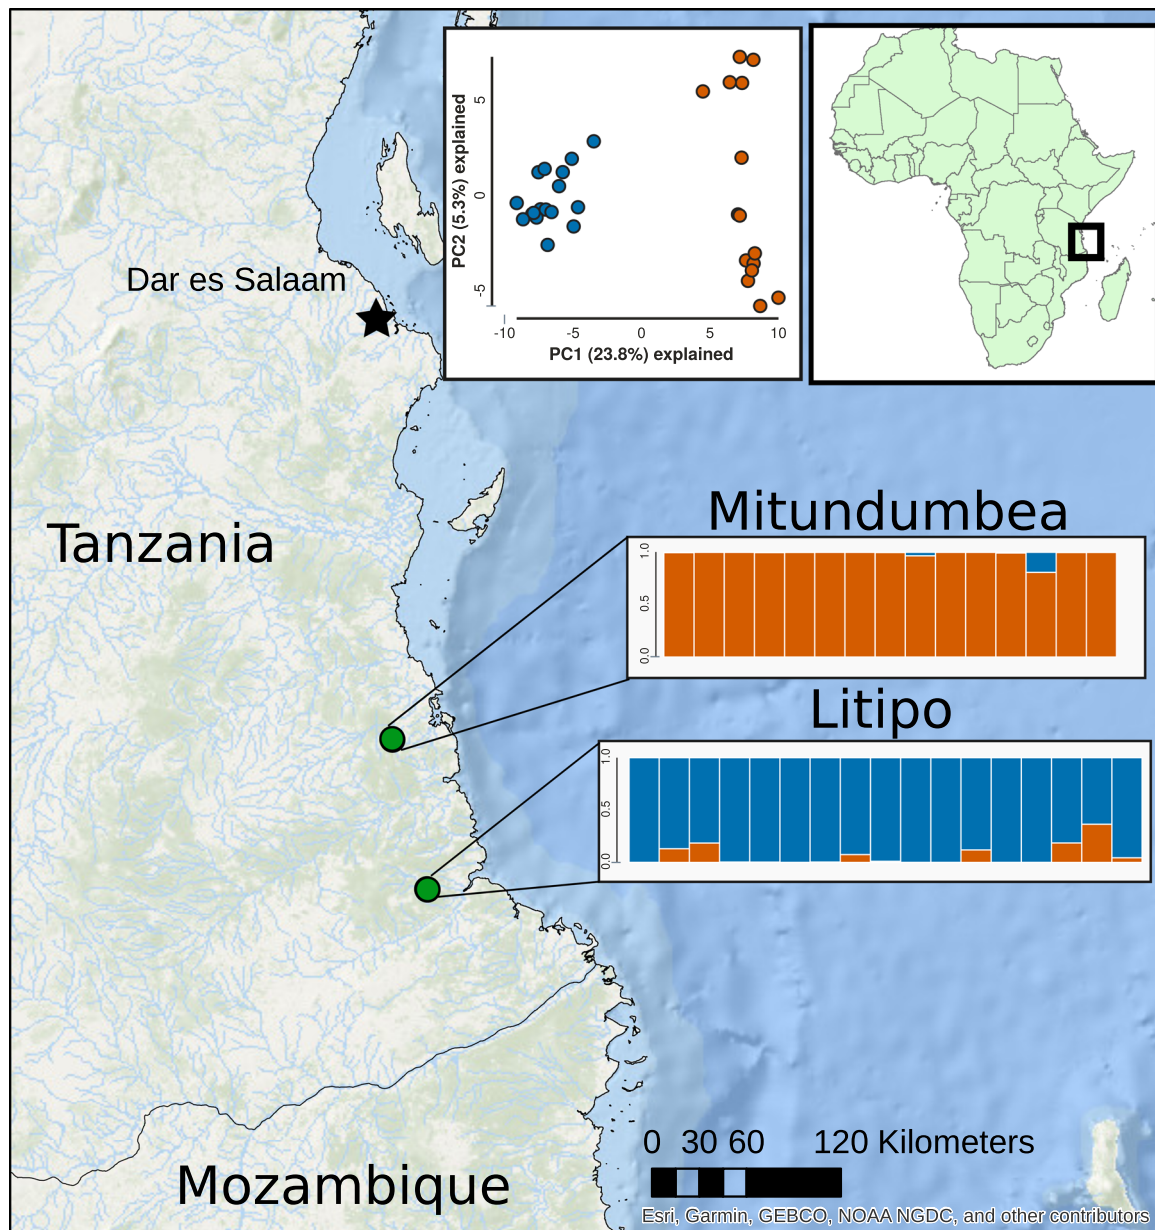 PC2 (5.3%) explained
5
0
-5
-10
-5
0
5
10
PC1 (23.8%) explained
Dar es Salaam
Tanzania
Mitundumbea
1.0
0.5
0.0
Litipo
1.0
0.5
0.0
Mozambique
0 30 60 120 Kilometers
Esri, Garmin, GEBCO, NOAA NGDC, and other contributors